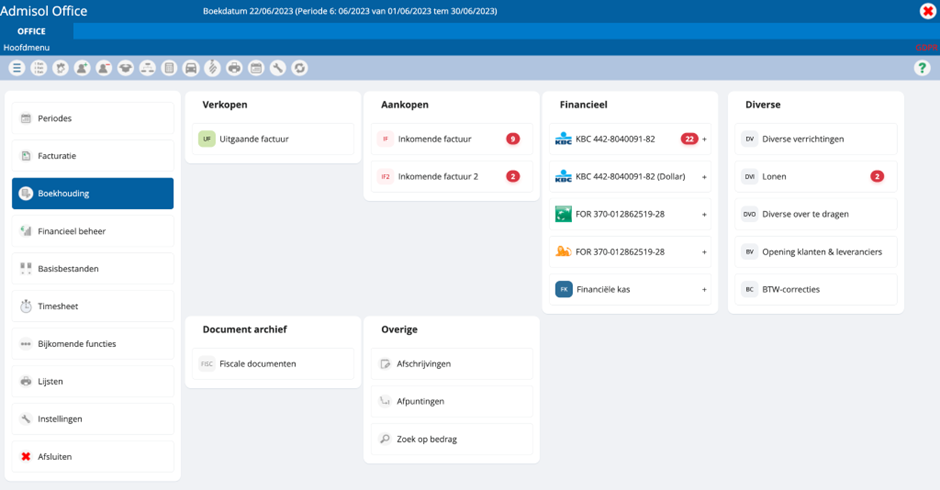 Admisol Office
Boekdatum 22/06/2023 (Periode 6: 06/2023 van 01/06/2023 tem 30/06/2023)
OFFICE
Hoofdmenu
GDPR
?
Periodes
Facturatie
Boekhouding
Financieel beheer
Basisbestanden
Timesheet
Bijkomende functies
Lijsten
Instellingen
Afsluiten
Verkopen
UF Uitgaande factuur
Aankopen
IF Inkomende factuur 9
IF2 Inkomende factuur 2 2
Financieel
KBC KBC 442-8040091-82 22 +
KBC KBC 442-8040091-82 (Dollar) +
FOR 370-012862519-28 +
FOR 370-012862519-28 +
FK Financiële kas +
Diverse
DV Diverse verrichtingen
DVI Lonen 2
DVO Diverse over te dragen
BV Opening klanten & leveranciers
BC BTW-correcties
Document archief
FISC Fiscale documenten
Overige
Afschrijvingen
Afpuntingen
Zoek op bedrag